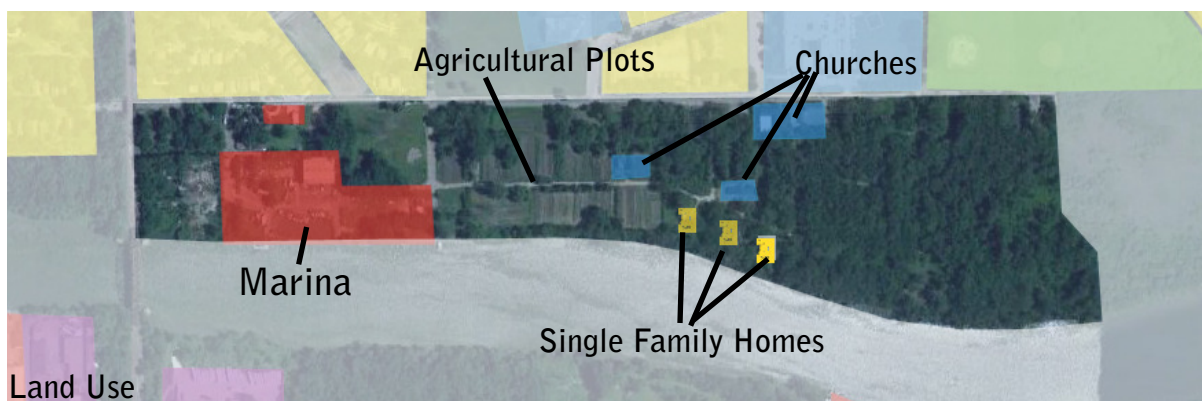 Agricultural Plots
Churches
Marina
Single Family Homes
Land Use